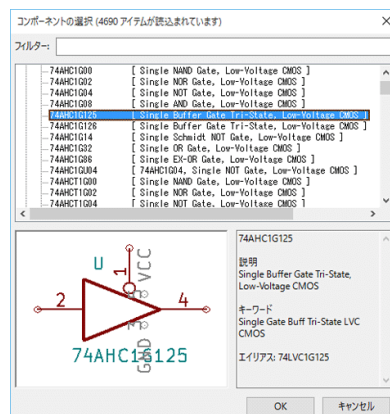 コンポーネントの選択 (4690 アイテムが読込まれています)
フィルター:
74AHC1G00 [ Single NAND Gate, Low-Voltage CMOS ]
74AHC1G02 [ Single NOR Gate, Low-Voltage CMOS ]
74AHC1G04 [ Single NOT Gate, Low-Voltage CMOS ]
74AHC1G08 [ Single AND Gate, Low-Voltage CMOS ]
74AHC1G125 [ Single Buffer Gate Tri-State, Low-Voltage CMOS ]
74AHC1G126 [ Single Buffer Gate Tri-State, Low-Voltage CMOS ]
74AHC1G14 [ Single Schmidt NOT Gate, Low-Voltage CMOS ]
74AHC1G32 [ Single OR Gate, Low-Voltage CMOS ]
74AHC1G86 [ Single EX-OR Gate, Low-Voltage CMOS ]
74AHC1GU04 [ 74AHC1G04, Single NOT Gate, Low-Voltage CMOS ]
74AHCT1G00 [ Single NAND Gate, Low-Voltage CMOS ]
74AHCT1G02 [ Single NOR Gate, Low-Voltage CMOS ]
74AHCT1G04 [ Single NOT Gate, Low-Voltage CMOS ]
U
1
VCC
2
4
GND
74AHC1G125
74AHC1G125
説明
Single Buffer Gate Tri-State,
Low-Voltage CMOS
キーワード
Single Gate Buff Tri-State LVC
CMOS
エイリアス: 74LVC1G125
OK
キャンセル